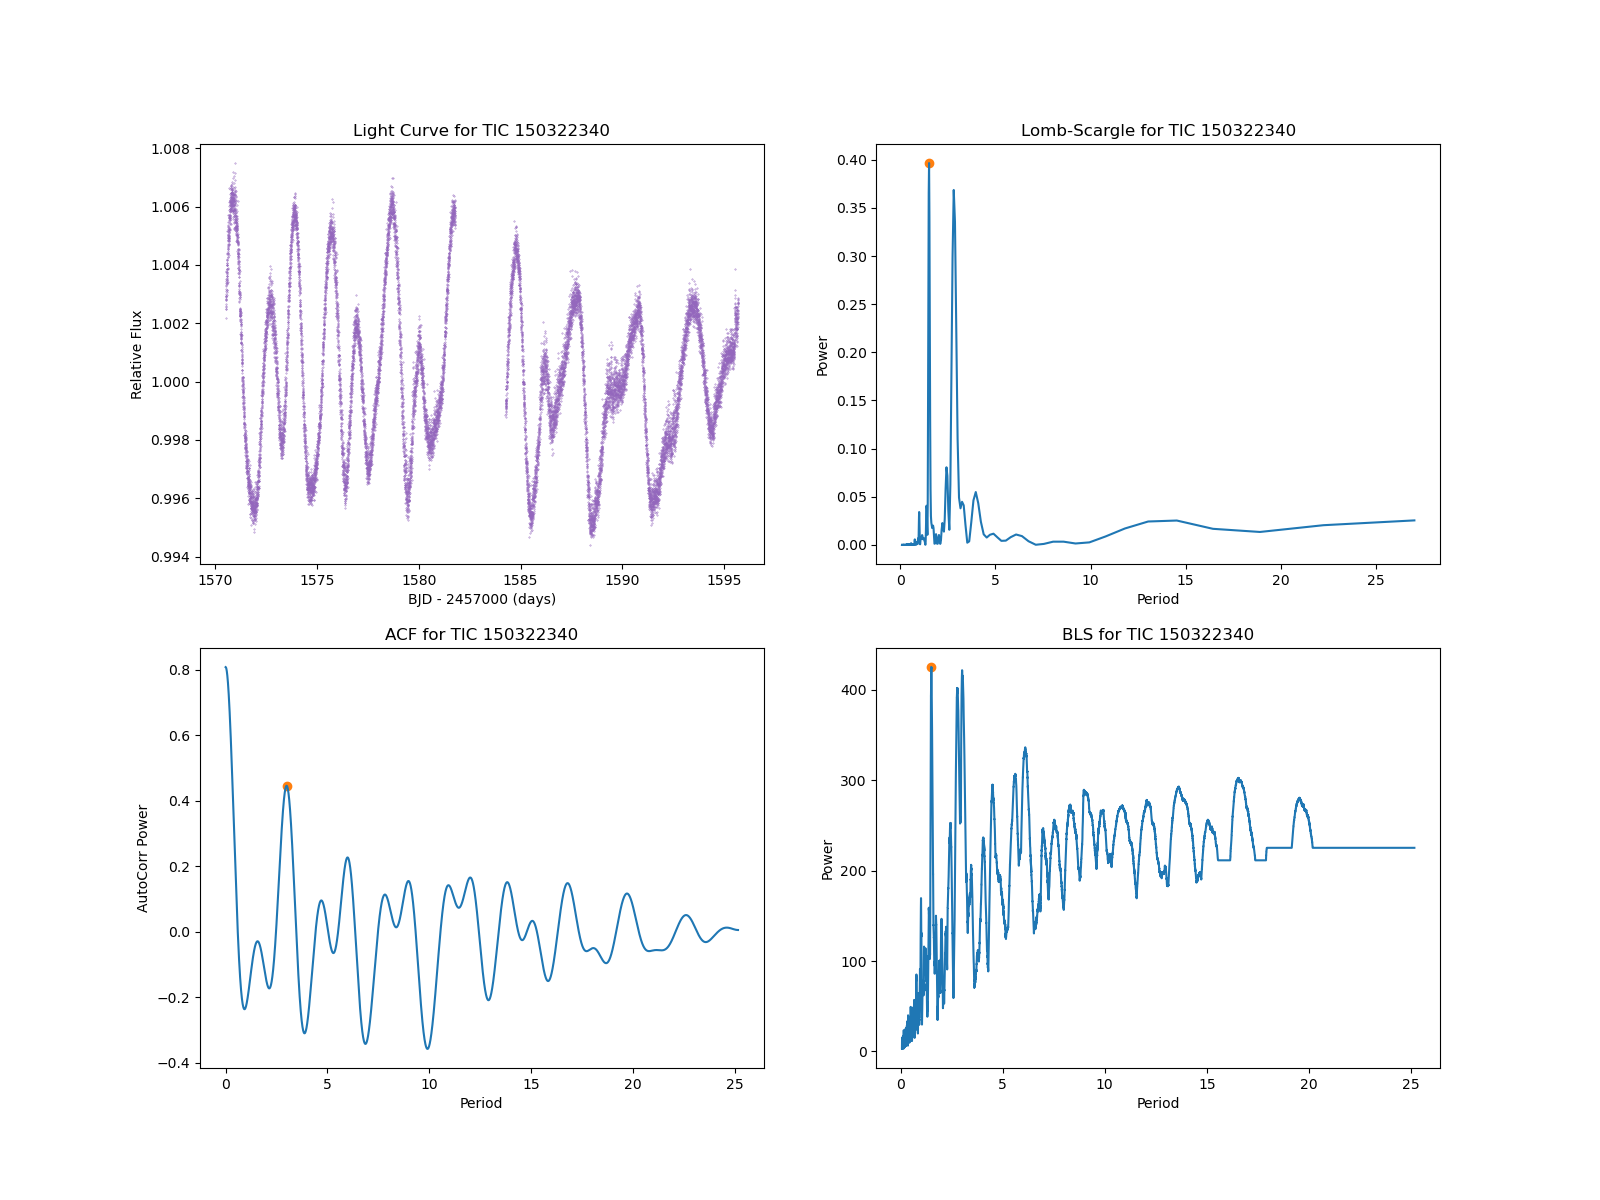 Light Curve for TIC 150322340
1.008
1.006
1.004
1.002
1.000
0.998
0.996
0.994
Relative Flux
1570 1575 1580 1585 1590 1595
BJD - 2457000 (days)
Lomb-Scargle for TIC 150322340
0.40
0.35
0.30
0.25
0.20
0.15
0.10
0.05
0.00
Power
0 5 10 15 20 25
Period
ACF for TIC 150322340
0.8
0.6
0.4
0.2
0.0
−0.2
−0.4
AutoCorr Power
0 5 10 15 20 25
Period
BLS for TIC 150322340
400
300
200
100
0
Power
0 5 10 15 20 25
Period